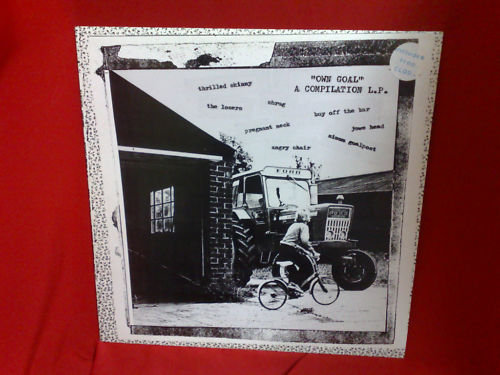 "OWN GOAL"
A COMPILATION L.P.
thrilled skinny
the losers
shrug
boy off the bar
pregnant neck
jowe head
angry chair
simon goalpost
FORD